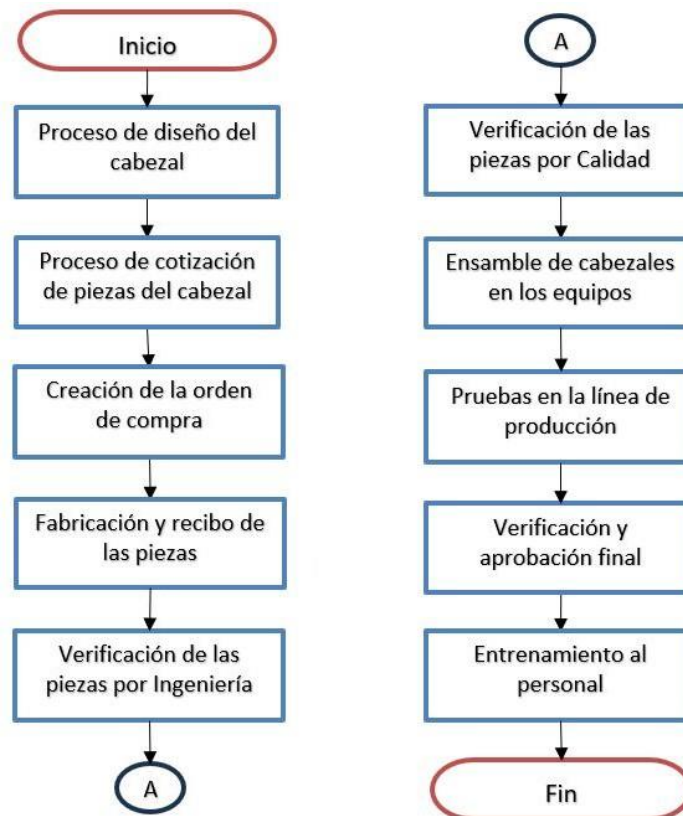 Inicio
Proceso de diseño del
cabezal
Proceso de cotización
de piezas del cabezal
Creación de la orden
de compra
Fabricación y recibo de
las piezas
Verificación de las
piezas por Ingeniería
A
A
Verificación de las
piezas por Calidad
Ensamble de cabezales
en los equipos
Pruebas en la línea de
producción
Verificación y
aprobación final
Entrenamiento al
personal
Fin